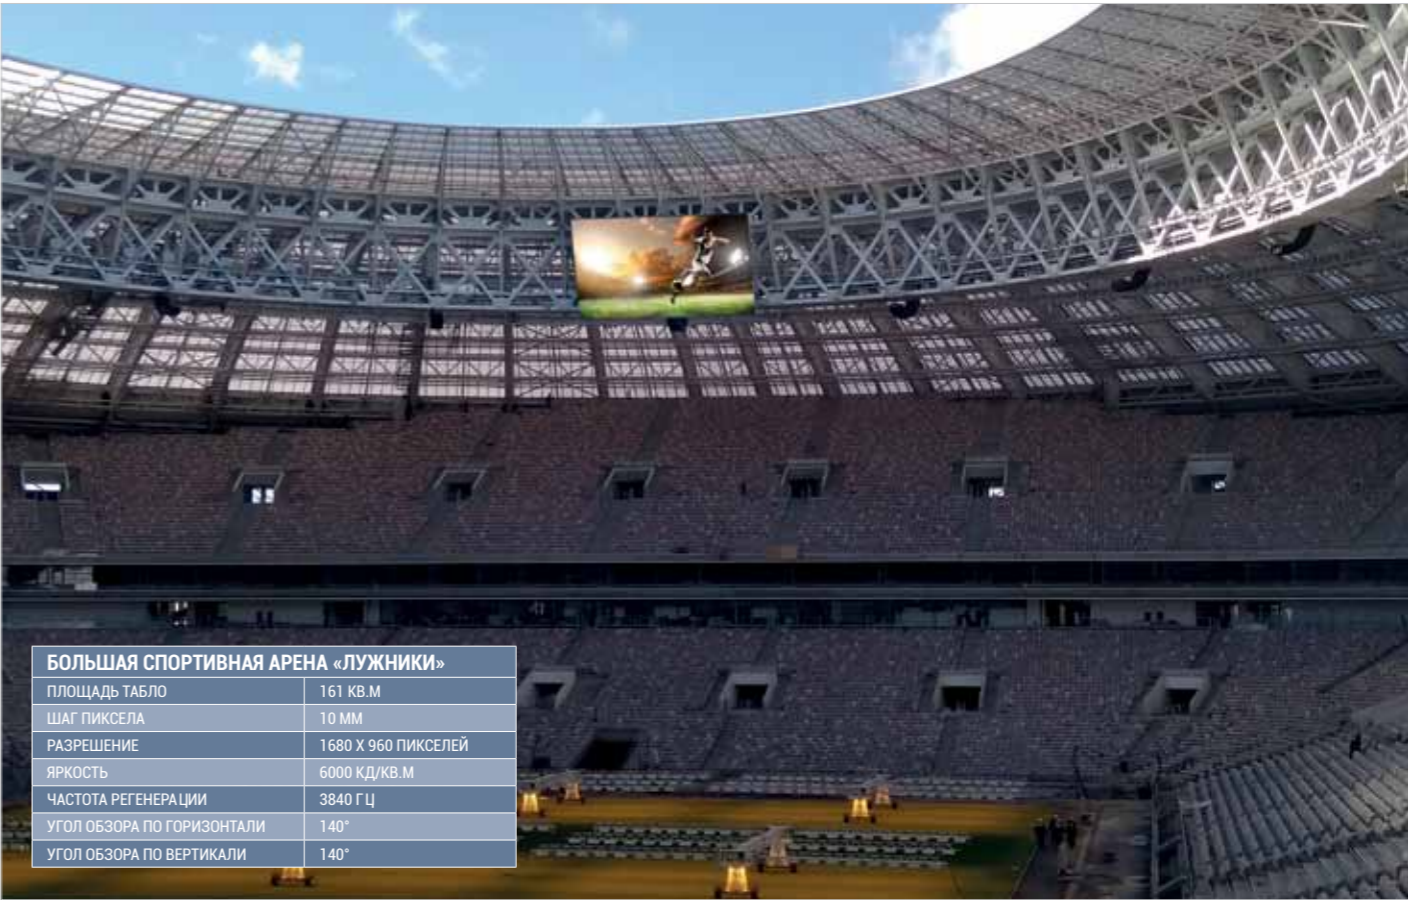 БОЛЬШАЯ СПОРТИВНАЯ АРЕНА «ЛУЖНИКИ»
ПЛОЩАДЬ ТАБЛО 161 КВ.М
ШАГ ПИКСЕЛА 10 ММ
РАЗРЕШЕНИЕ 1680 Х 960 ПИКСЕЛЕЙ
ЯРКОСТЬ 6000 КД/КВ.М
ЧАСТОТА РЕГЕНЕРАЦИИ 3840 ГЦ
УГОЛ ОБЗОРА ПО ГОРИЗОНТАЛИ 140°
УГОЛ ОБЗОРА ПО ВЕРТИКАЛИ 140°